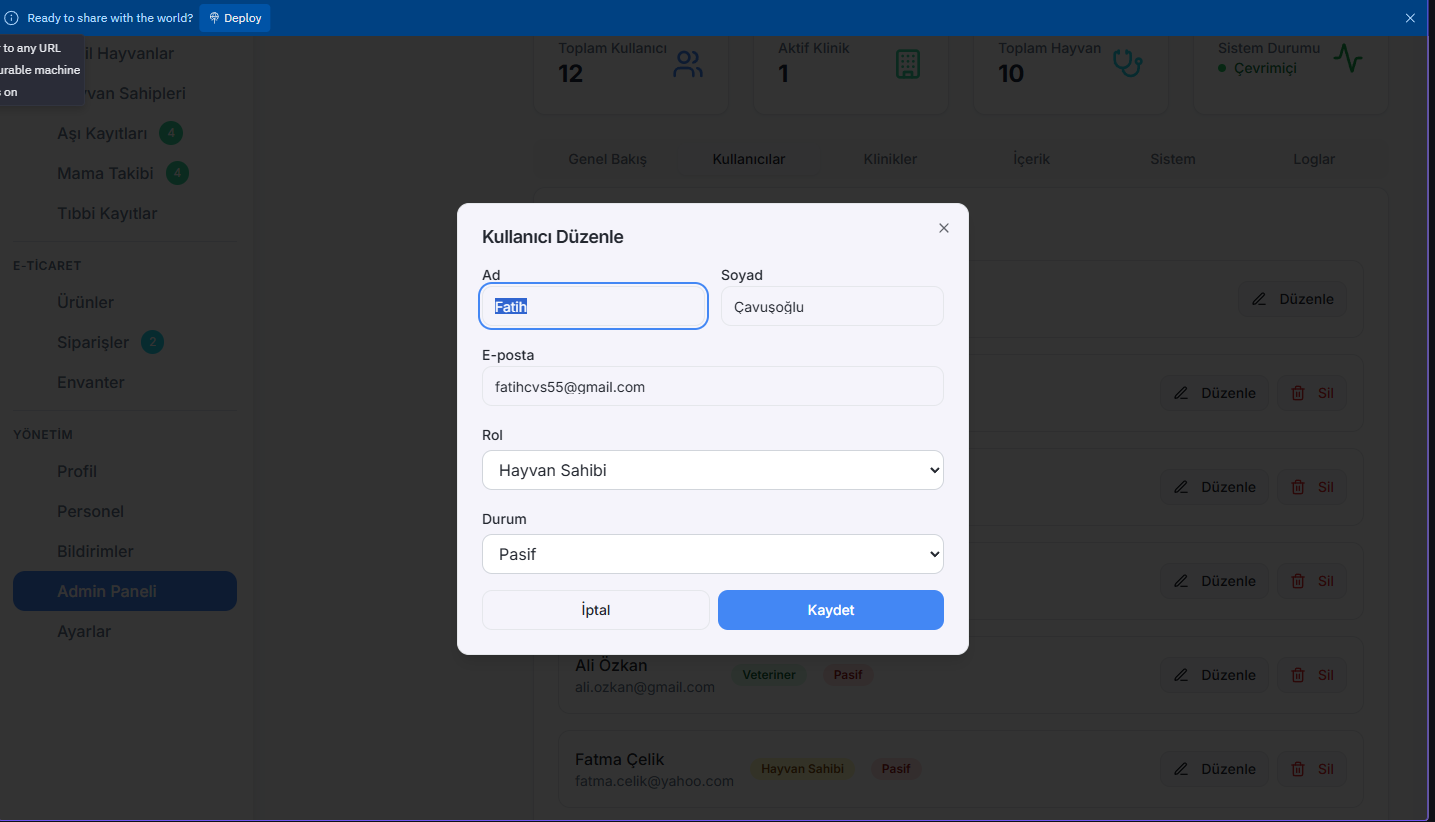 Ready to share with the world?
Deploy
to any URL
machine
on
Hayvanlar
Sahipleri
Aşı Kayıtları 4
Mama Takibi 4
Tıbbi Kayıtlar
E-TİCARET
Ürünler
Siparişler 2
Envanter
YÖNETİM
Profil
Personel
Bildirimler
Admin Paneli
Ayarlar
Toplam Kullanıcı
12
Aktif Klinik
1
Toplam Hayvan
10
Sistem Durumu
Çevrimiçi
Genel Bakış Kullanıcılar Klinikler İçerik Sistem Loglar
Kullanıcı Düzenle
Ad
Fatih
Soyad
Çavuşoğlu
E-posta
fatihcvs55@gmail.com
Rol
Hayvan Sahibi
Durum
Pasif
İptal
Kaydet
Düzenle
Düzenle Sil
Düzenle Sil
Düzenle Sil
Ali Özkan
ali.ozkan@gmail.com
Veteriner Pasif
Düzenle Sil
Fatma Çelik
fatma.celik@yahoo.com
Hayvan Sahibi Pasif
Düzenle Sil